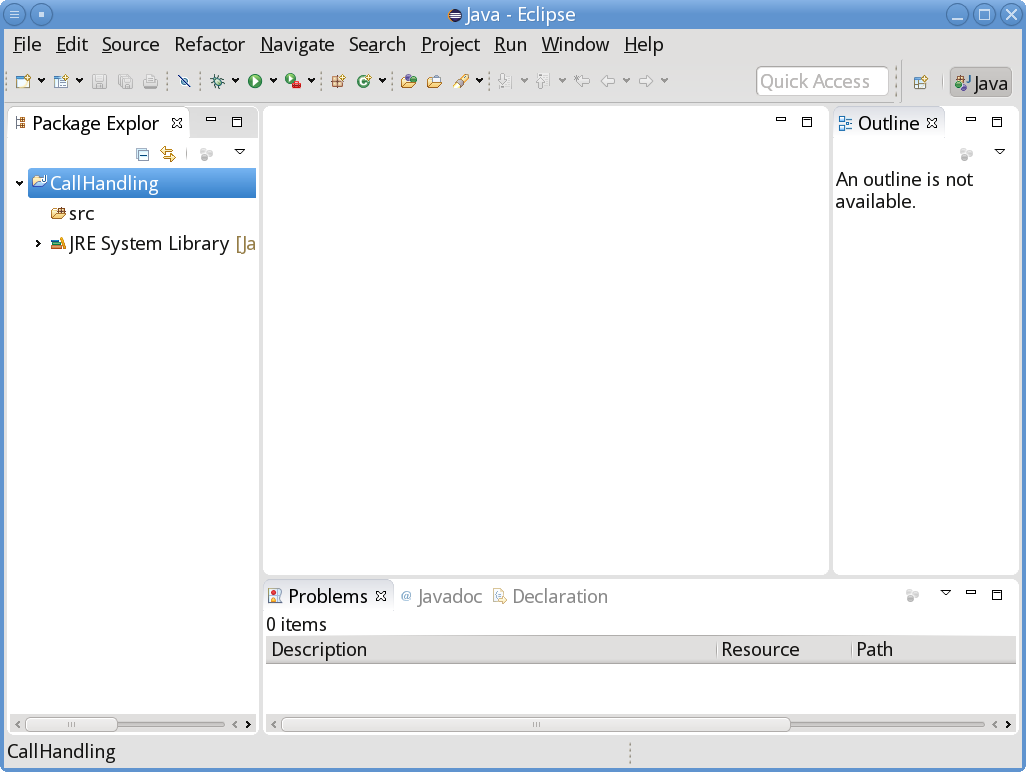 Java - Eclipse
File Edit Source Refactor Navigate Search Project Run Window Help
Quick Access
Java
Package Explor
CallHandling
src
JRE System Library [Ja
Outline
An outline is not
available.
Problems @ Javadoc Declaration
0 items
Description Resource Path
CallHandling